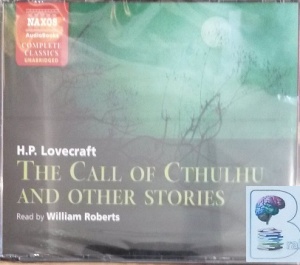 NAXOS
AudioBooks
COMPLETE
CLASSICS
UNABRIDGED
H.P. Lovecraft
THE CALL OF CTHULHU
AND OTHER STORIES
Read by William Roberts